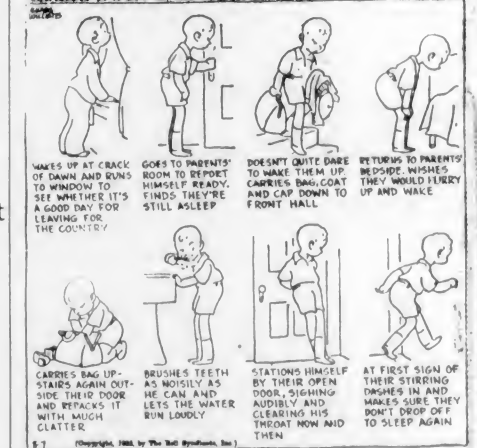 WAKES UP AT CRACK
OF DAWN AND RUNS
TO WINDOW TO
SEE WHETHER IT'S
A GOOD DAY FOR
LEAVING FOR
THE COUNTRY
GOES TO PARENTS'
ROOM TO REPORT
HIMSELF READY.
FINDS THEY'RE
STILL ASLEEP
DOESN'T QUITE DARE
TO WAKE THEM UP.
CARRIES BAG, COAT
AND CAP DOWN TO
FRONT HALL
RETURNS TO PARENTS'
BEDSIDE. WISHES
THEY WOULD HURRY
UP AND WAKE
CARRIES BAG UP-
STAIRS AGAIN OUT-
SIDE THEIR DOOR
AND REPACKS IT
WITH MUCH
CLATTER
BRUSHES TEETH
AS NOISILY AS
HE CAN AND
LETS THE WATER
RUN LOUDLY
STATIONS HIMSELF
BY THEIR OPEN
DOOR, SIGHING
AUDIBLY AND
CLEARING HIS
THROAT NOW AND
THEN
AT FIRST SIGN OF
THEIR STIRRING
DASHES IN AND
MAKES SURE THEY
DON'T DROP OFF
TO SLEEP AGAIN
(Copyright, by The Bell Syndicate, Inc.)